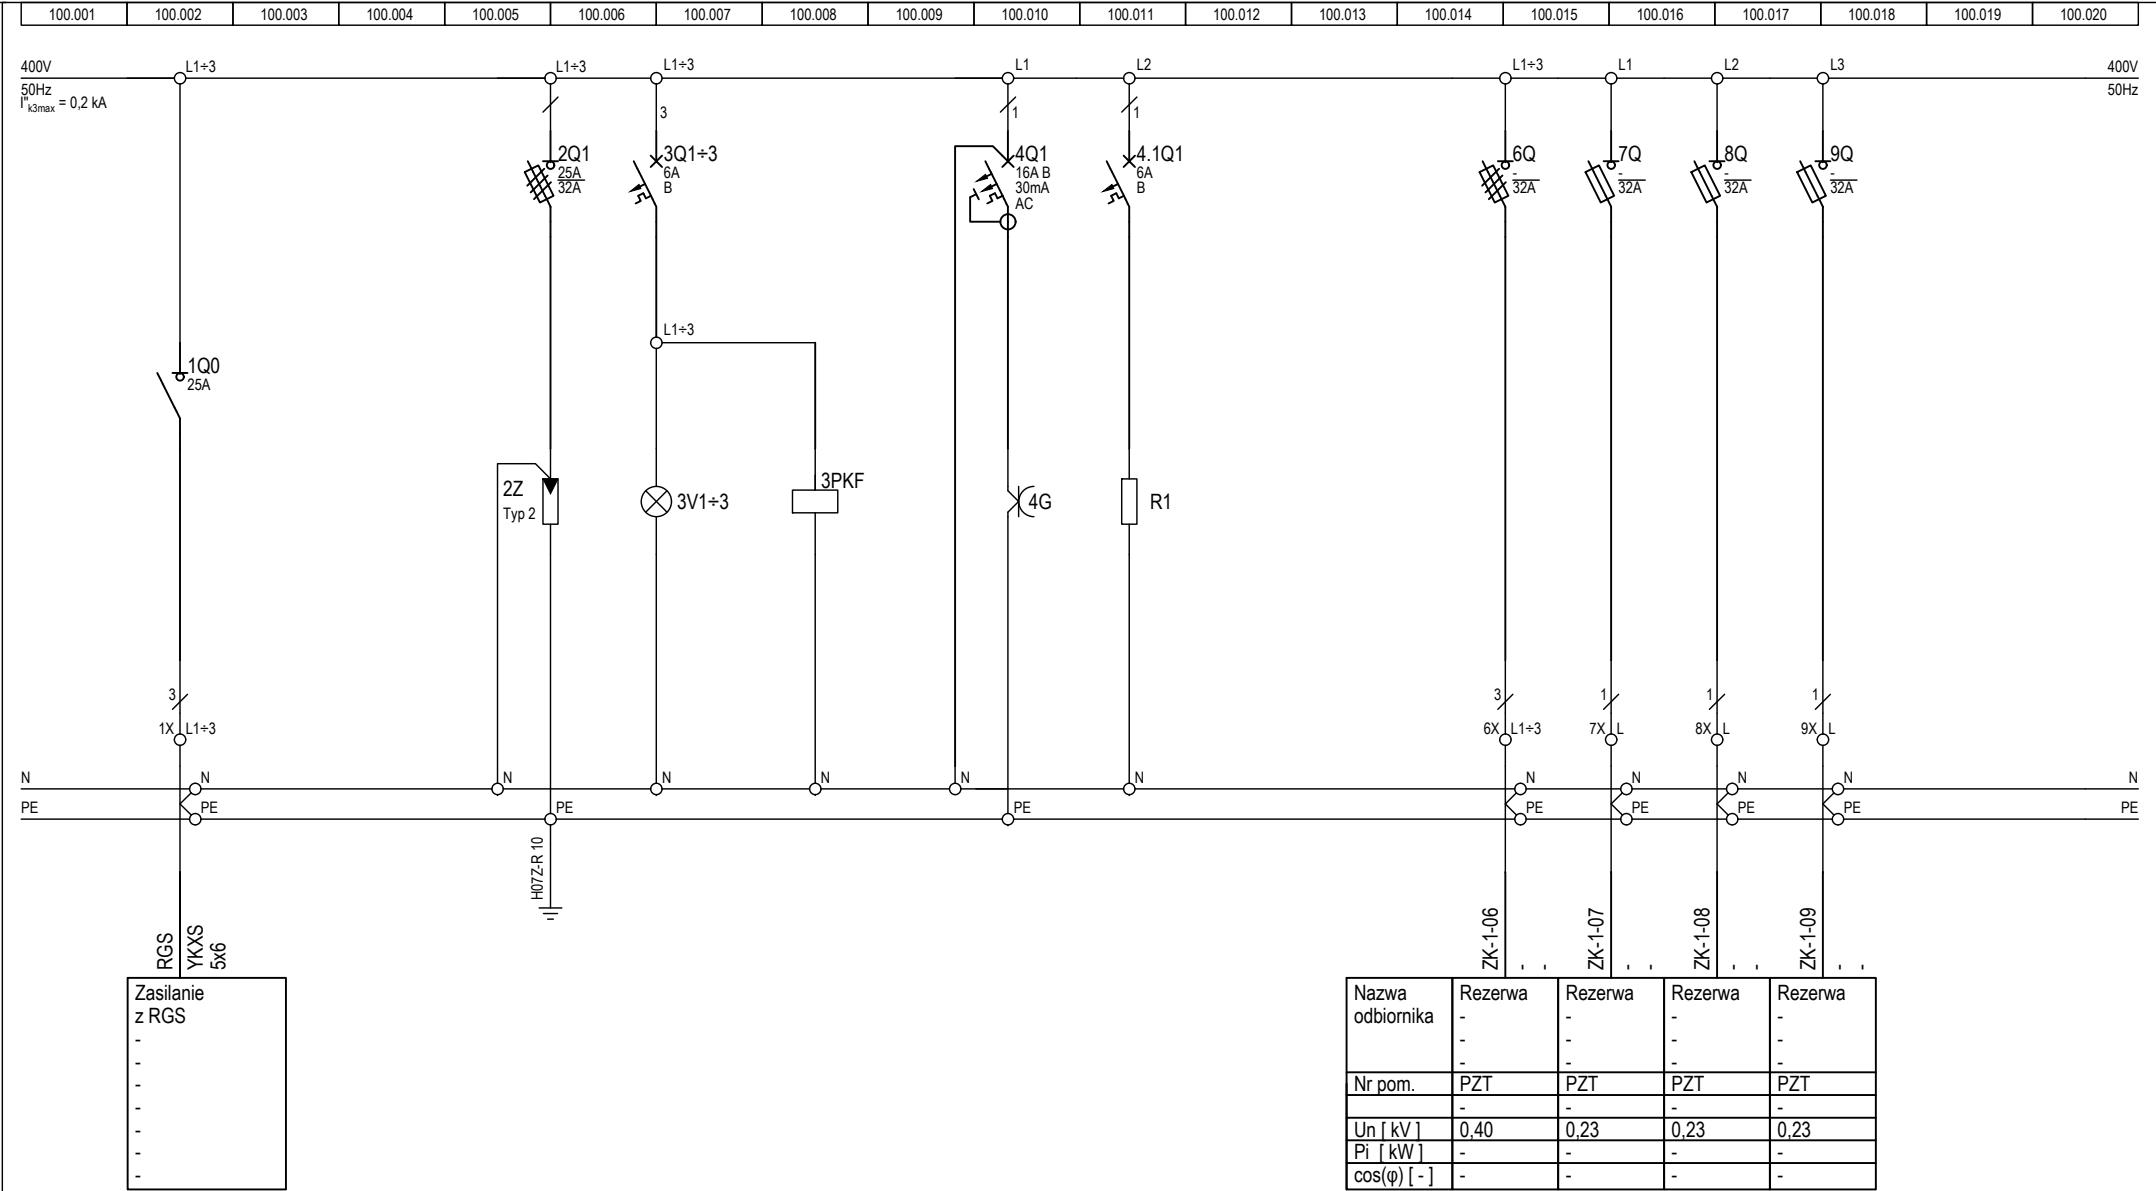 100.001 100.002 100.003 100.004 100.005 100.006 100.007 100.008 100.009 100.010 100.011 100.012 100.013 100.014 100.015 100.016 100.017 100.018 100.019 100.020
400V L1÷3 L1÷3 L1÷3 L1 L2 L1÷3 L1 L2 L3 400V
50Hz 50Hz
I"k3max = 0,2 kA
3 1 1
2Q1 3Q1÷3 4Q1 4.1Q1 6Q 7Q 8Q 9Q
25A 6A 16A B 6A - - - -
32A B 30mA B 32A 32A 32A 32A
AC
L1÷3
1Q0
25A
3PKF
2Z 3V1÷3 4G R1
Typ 2
3 3 1 1 1
1X L1÷3 6X L1÷3 7X L 8X L 9X L
N N N N N N N N N N N N
PE PE PE PE PE PE PE PE PE
H07Z-R 10
RGS
YKXS
5x6
ZK-1-06 - -
ZK-1-07 - -
ZK-1-08 - -
ZK-1-09 - -
Zasilanie
z RGS
-
-
-
-
-
-
-
Nazwa Rezerwa Rezerwa Rezerwa Rezerwa
odbiornika - - - -
- - - -
- - - -
Nr pom. PZT PZT PZT PZT
- - - -
Un [ kV ] 0,40 0,23 0,23 0,23
Pi [ kW ] - - - -
cos(φ) [ - ] - - - -